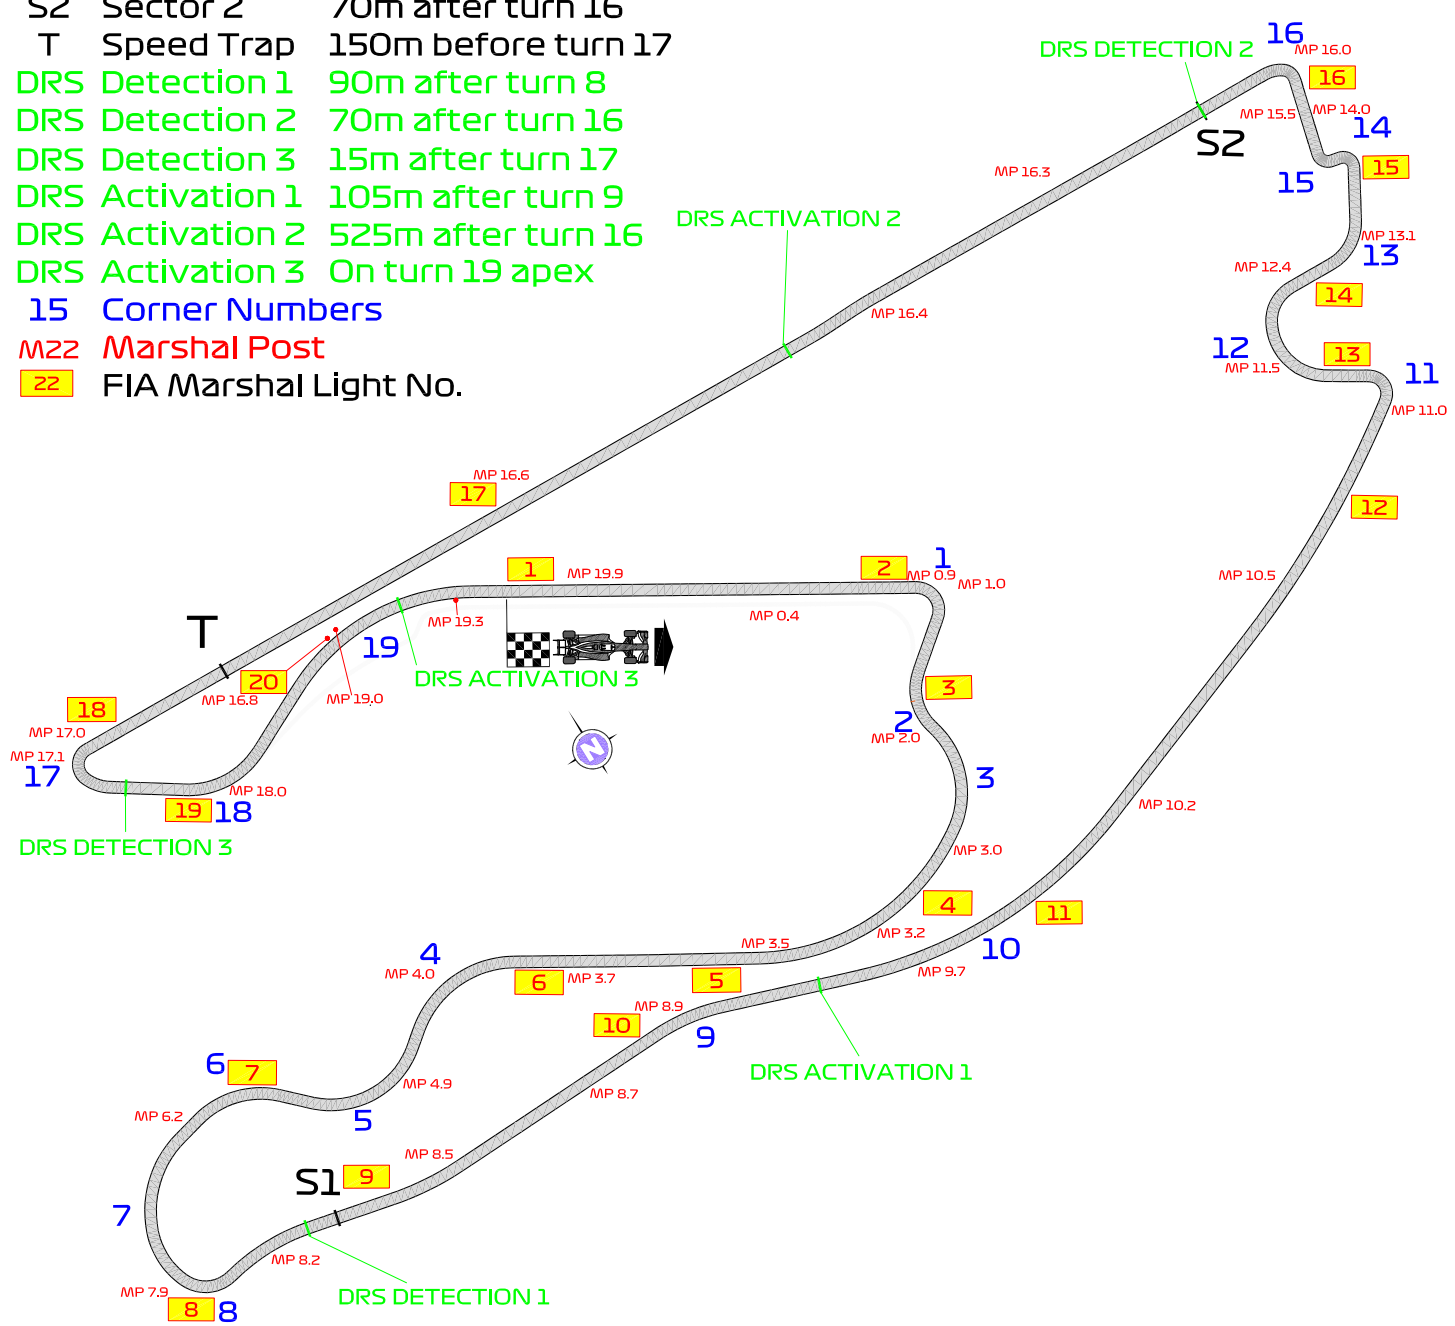 S2 Sector 2 70m after turn 16
T Speed Trap 150m before turn 17
DRS Detection 1 90m after turn 8
DRS Detection 2 70m after turn 16
DRS Detection 3 15m after turn 17
DRS Activation 1 105m after turn 9
DRS Activation 2 525m after turn 16
DRS Activation 3 On turn 19 apex
15 Corner Numbers
M22 Marshal Post
22 FIA Marshal Light No.
DRS DETECTION 2
16
MP 16.0
16
MP 15.5
MP 14.0
14
S2
15
15
MP 16.3
DRS ACTIVATION 2
MP 13.1
13
MP 12.4
14
MP 16.4
12
13
MP 11.5
11
MP 11.0
MP 16.6
17
12
1
MP 19.9
2
1
MP 0.9
MP 1.0
MP 10.5
MP 0.4
MP 19.3
T
19
20
DRS ACTIVATION 3
MP 16.8
MP 19.0
3
18
MP 17.0
2
MP 2.0
MP 17.1
17
N
3
MP 18.0
19
18
MP 10.2
DRS DETECTION 3
MP 3.0
4
11
MP 3.2
MP 3.5
10
4
MP 4.0
6
MP 3.7
5
MP 9.7
MP 8.9
10
9
DRS ACTIVATION 1
6
7
MP 4.9
MP 8.7
MP 6.2
5
MP 8.5
S1
9
7
MP 8.2
MP 7.9
8
8
DRS DETECTION 1